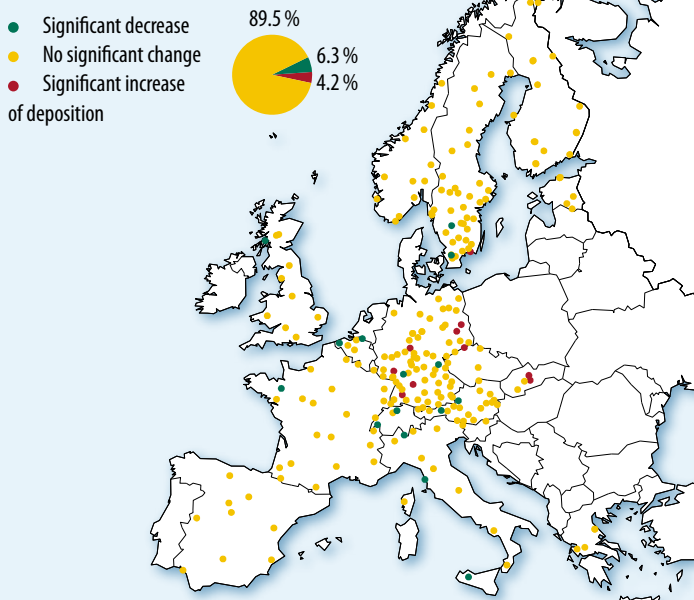 Significant decrease
No significant change
Significant increase
of deposition
89.5 %
6.3 %
4.2 %